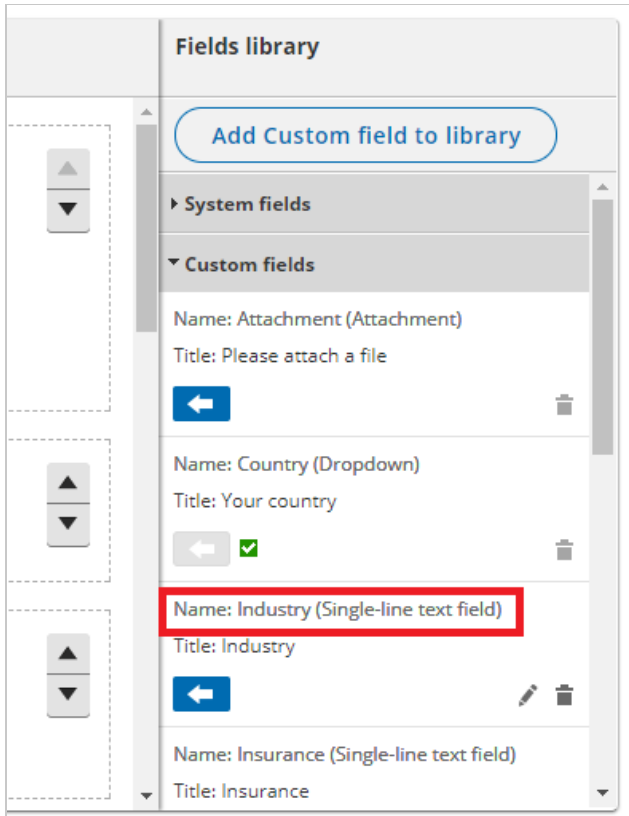 Fields library
Add Custom field to library
System fields
Custom fields
Name: Attachment (Attachment)
Title: Please attach a file
Name: Country (Dropdown)
Title: Your country
Name: Industry (Single-line text field)
Title: Industry
Name: Insurance (Single-line text field)
Title: Insurance